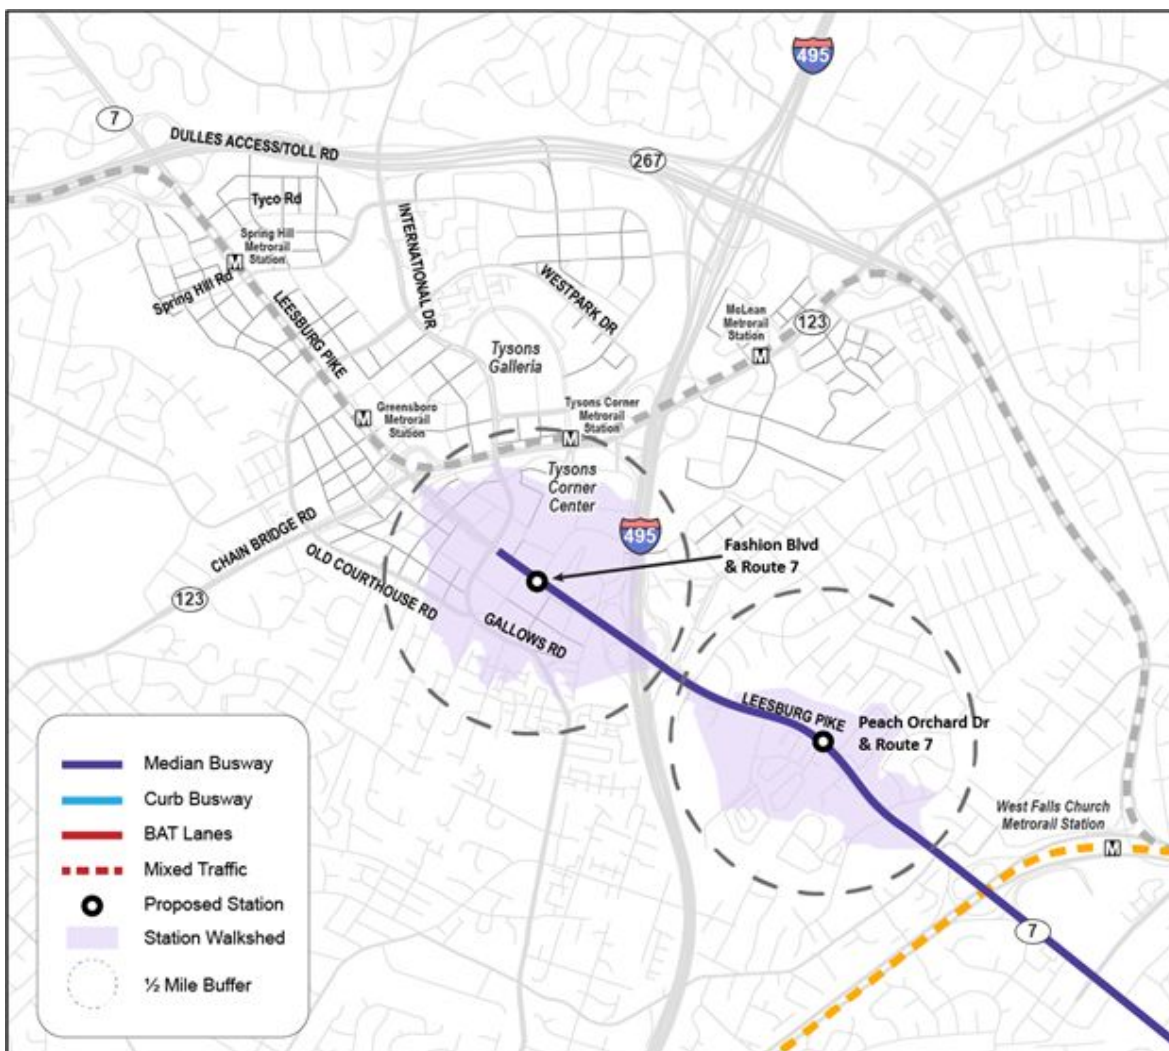 495
7
DULLES ACCESS/TOLL RD
267
Tyco Rd
Spring Hill
Metrorail
Station
M
Spring Hill Rd
INTERNATIONAL DR
WESTPARK DR
LEESBURG PIKE
McLean
Metrorail
Station
123
M
Tysons
Galleria
Greensboro
Metrorail
Station
M
Tysons Corner
Metrorail
Station
M
Tysons
Corner
Center
CHAIN BRIDGE RD
495
Fashion Blvd
& Route 7
OLD COURTHOUSE RD
123
GALLOWS RD
LEESBURG PIKE
Peach Orchard Dr
& Route 7
West Falls Church
Metrorail Station
M
7
Median Busway
Curb Busway
BAT Lanes
Mixed Traffic
Proposed Station
Station Walkshed
½ Mile Buffer